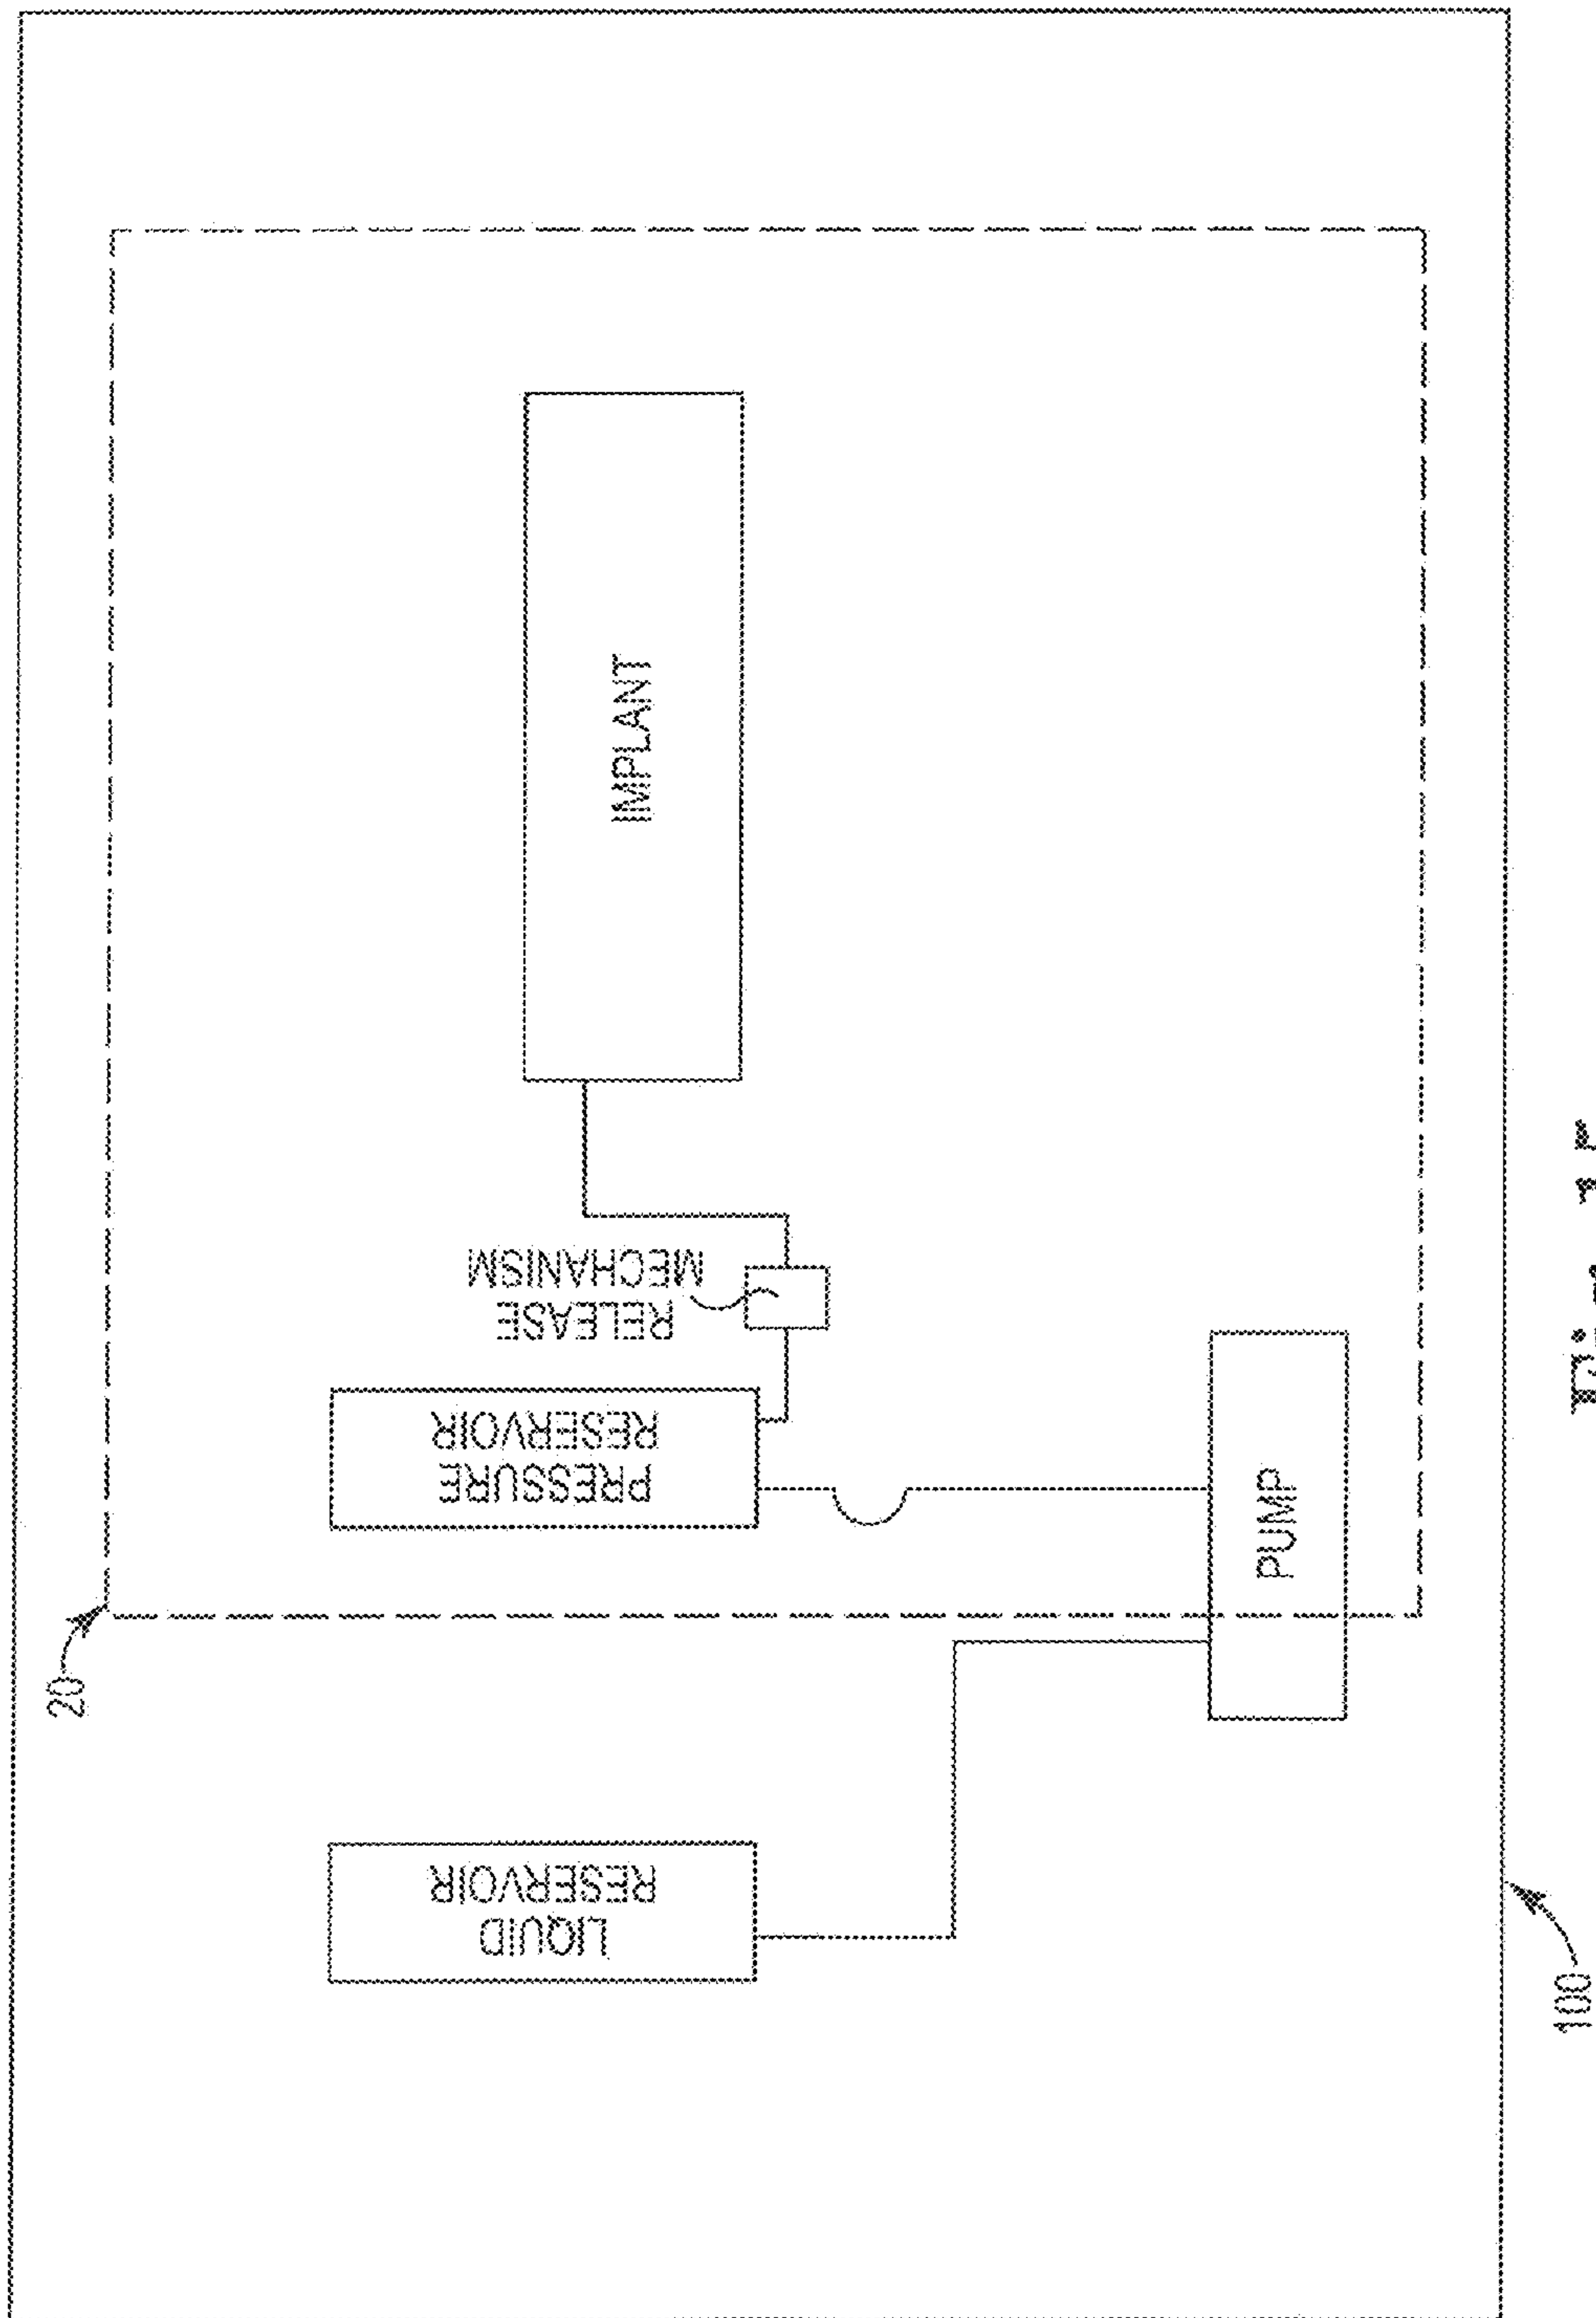 20
LIQUID
RESERVOIR
PRESSURE
RESERVOIR
RELEASE
MECHANISM
IMPLANT
PUMP
100